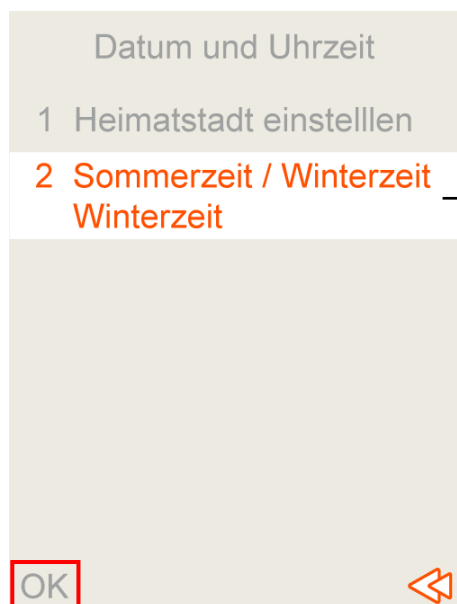 Datum und Uhrzeit
1 Heimatstadt einstelllen
2 Sommerzeit / Winterzeit
Winterzeit
OK